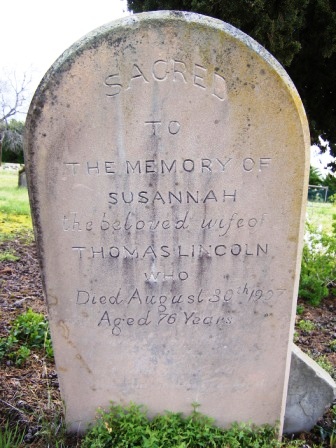 SACRED
TO
THE MEMORY OF
SUSANNAH
the beloved wife of
THOMAS LINCOLN
WHO
Died August 30th 1927
Aged 76 Years